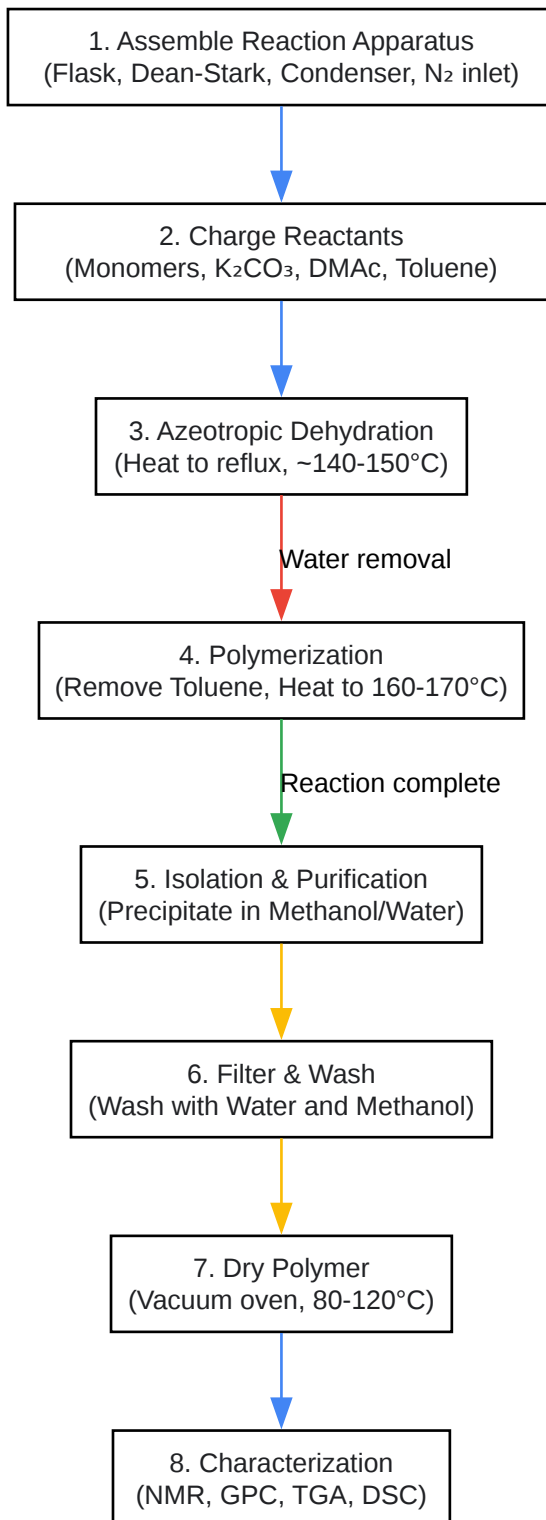 1. Assemble Reaction Apparatus
(Flask, Dean-Stark, Condenser, N₂ inlet)
2. Charge Reactants
(Monomers, K₂CO₃, DMAc, Toluene)
3. Azeotropic Dehydration
(Heat to reflux, ~140-150°C)
Water removal
4. Polymerization
(Remove Toluene, Heat to 160-170°C)
Reaction complete
5. Isolation & Purification
(Precipitate in Methanol/Water)
6. Filter & Wash
(Wash with Water and Methanol)
7. Dry Polymer
(Vacuum oven, 80-120°C)
8. Characterization
(NMR, GPC, TGA, DSC)